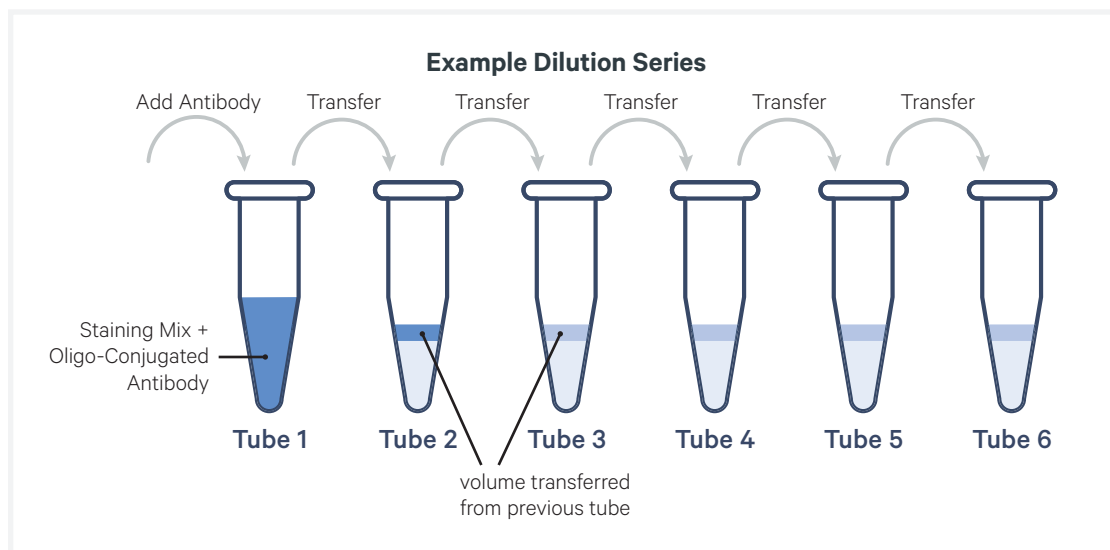 Example Dilution Series
Add Antibody
Transfer
Transfer
Transfer
Transfer
Transfer
Staining Mix +
Oligo-Conjugated
Antibody
Tube 1
Tube 2
Tube 3
Tube 4
Tube 5
Tube 6
volume transferred
from previous tube